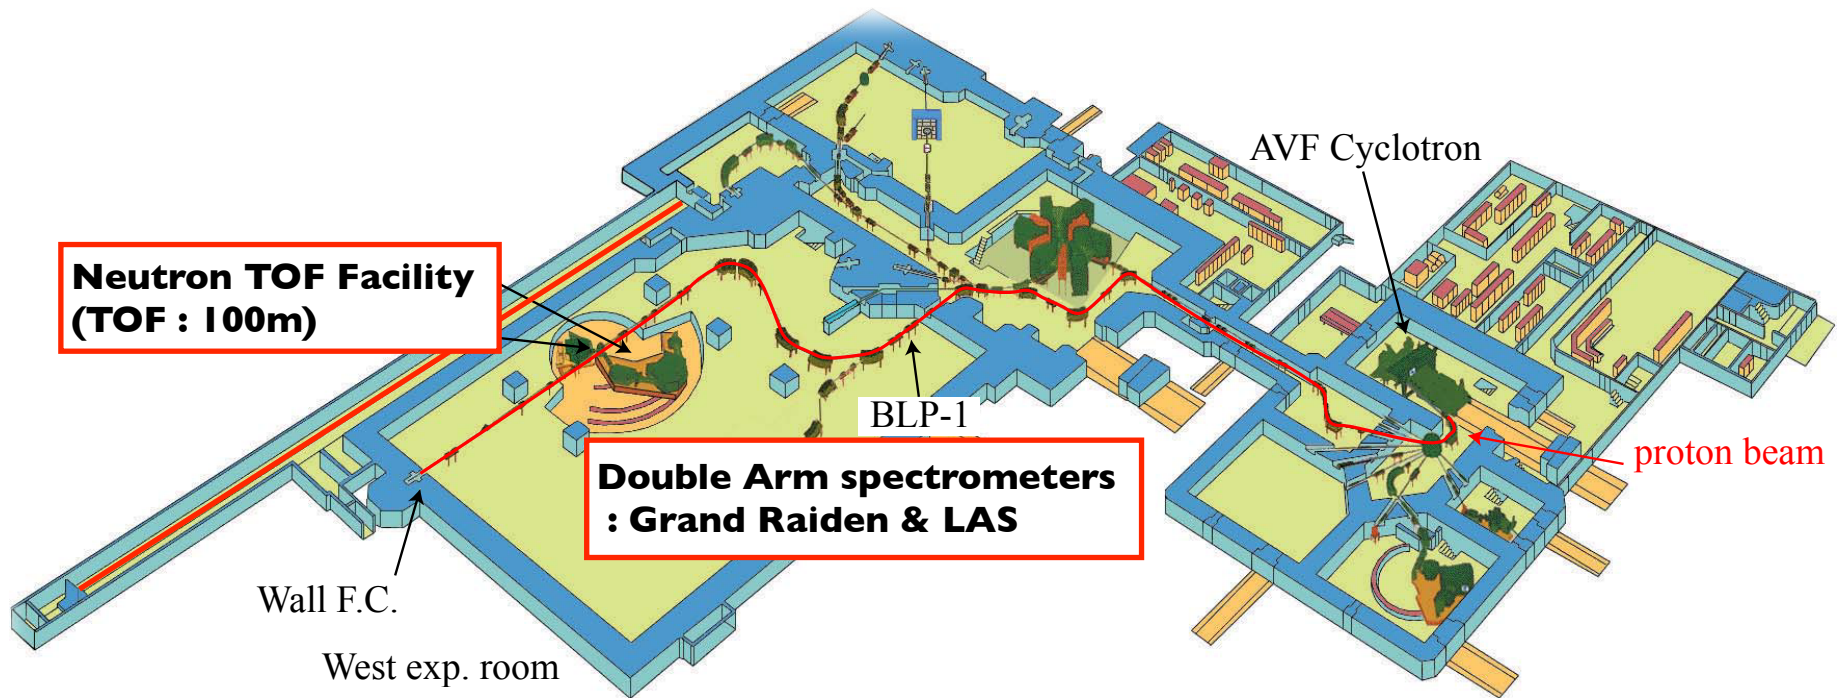 AVF Cyclotron
Neutron TOF Facility
(TOF : 100m)
BLP-1
proton beam
Double Arm spectrometers
: Grand Raiden & LAS
Wall F.C.
West exp. room